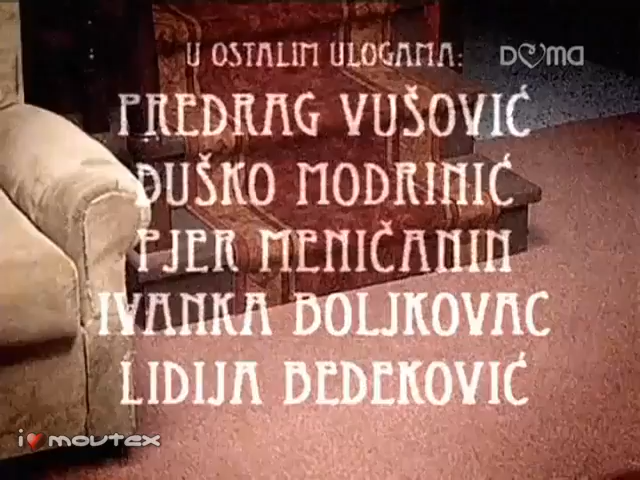 U OSTALIM ULOGAMA:
DOMA
PREDRAG VUŠOVIĆ
DUŠKO MODRINIĆ
PJER MENIČANIN
IVANKA BOLJKOVAC
LIDIJA BEDEKOVIĆ
i movtex